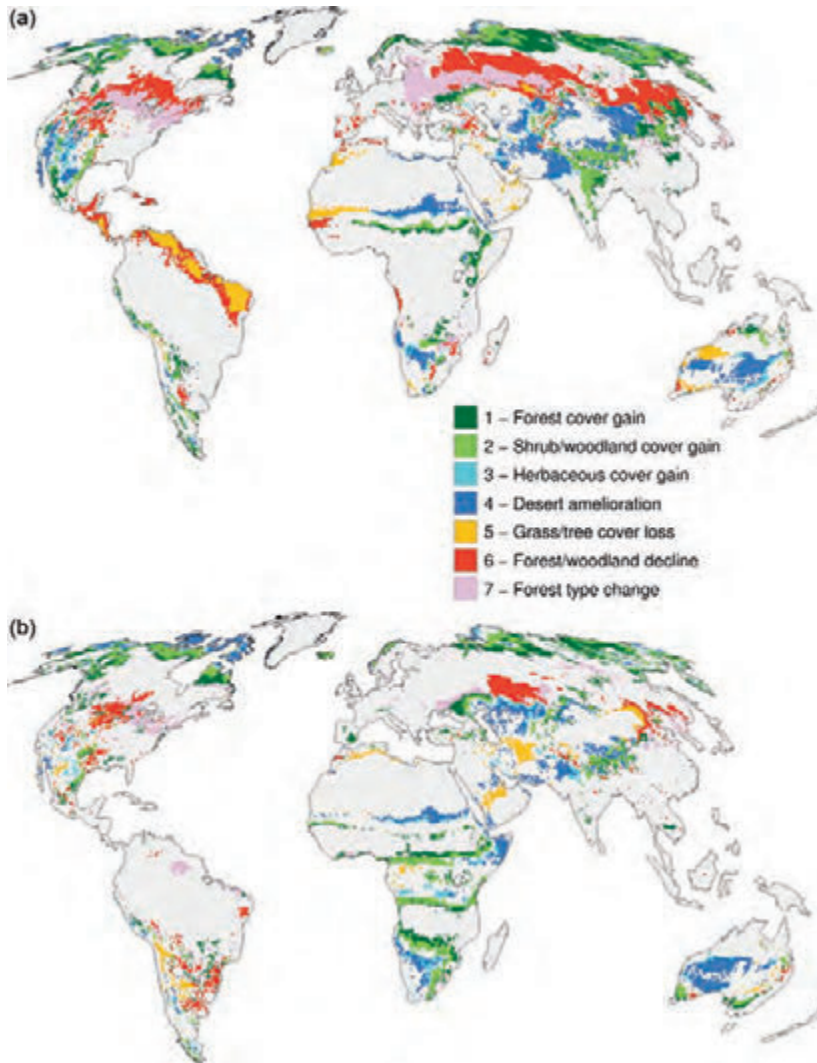 (a)
1 – Forest cover gain
2 – Shrub/woodland cover gain
3 – Herbaceous cover gain
4 – Desert amelioration
5 – Grass/tree cover loss
6 – Forest/woodland decline
7 – Forest type change
(b)